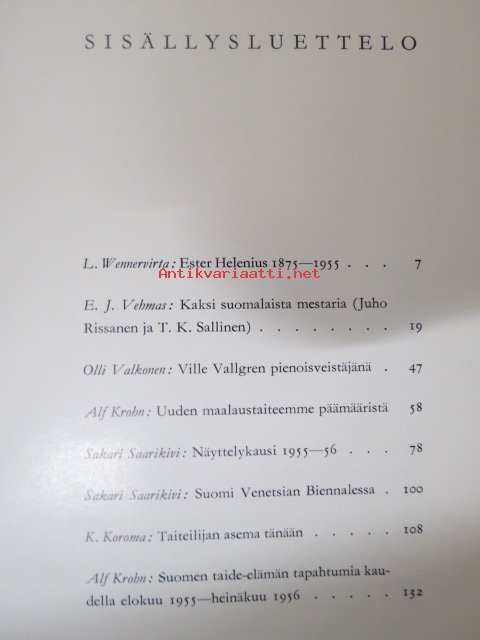 SISÄLLYSLUETTELO
L. Wennervirta: Ester Helenius 1875—1955 . . . 7
Antikvariaatti.net
E. J. Vehmas: Kaksi suomalaista mestaria (Juho
Rissanen ja T. K. Sallinen) . . . . . . . . 19
Olli Valkonen: Ville Vallgren pienoisveistäjänä . 47
Alf Krohn: Uuden maalaustaiteemme päämääristä 58
Sakari Saarikivi: Näyttelykausi 1955—56 . . . 78
Sakari Saarikivi: Suomi Venetsian Biennalessa . 100
K. Koroma: Taiteilijan asema tänään . . . . . 108
Alf Krohn: Suomen taide-elämän tapahtumia kau-
della elokuu 1955—heinäkuu 1956 . . . . . 132